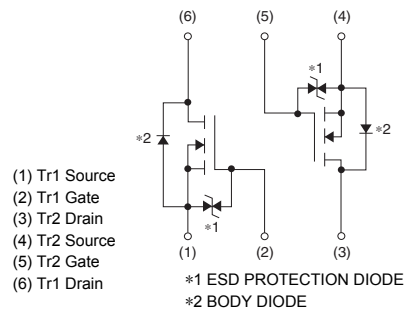 (6) (5) (4)
*1
*2 *2
(1) Tr1 Source
(2) Tr1 Gate
(3) Tr2 Drain
(4) Tr2 Source
(5) Tr2 Gate
(6) Tr1 Drain
*1
(1) (2) (3)
*1 ESD PROTECTION DIODE
*2 BODY DIODE